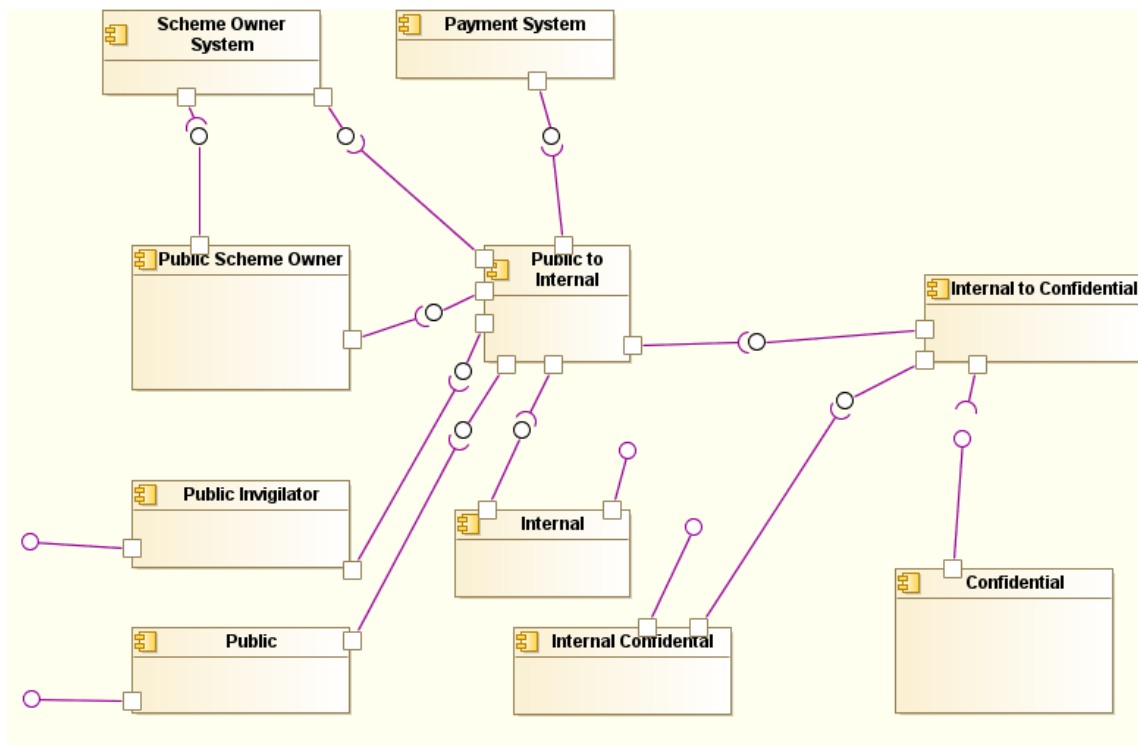 Scheme Owner
System
Payment System
Public Scheme Owner
Public to
Internal
Internal to Confidential
Public Invigilator
Internal
Confidential
Public
Internal Confidental